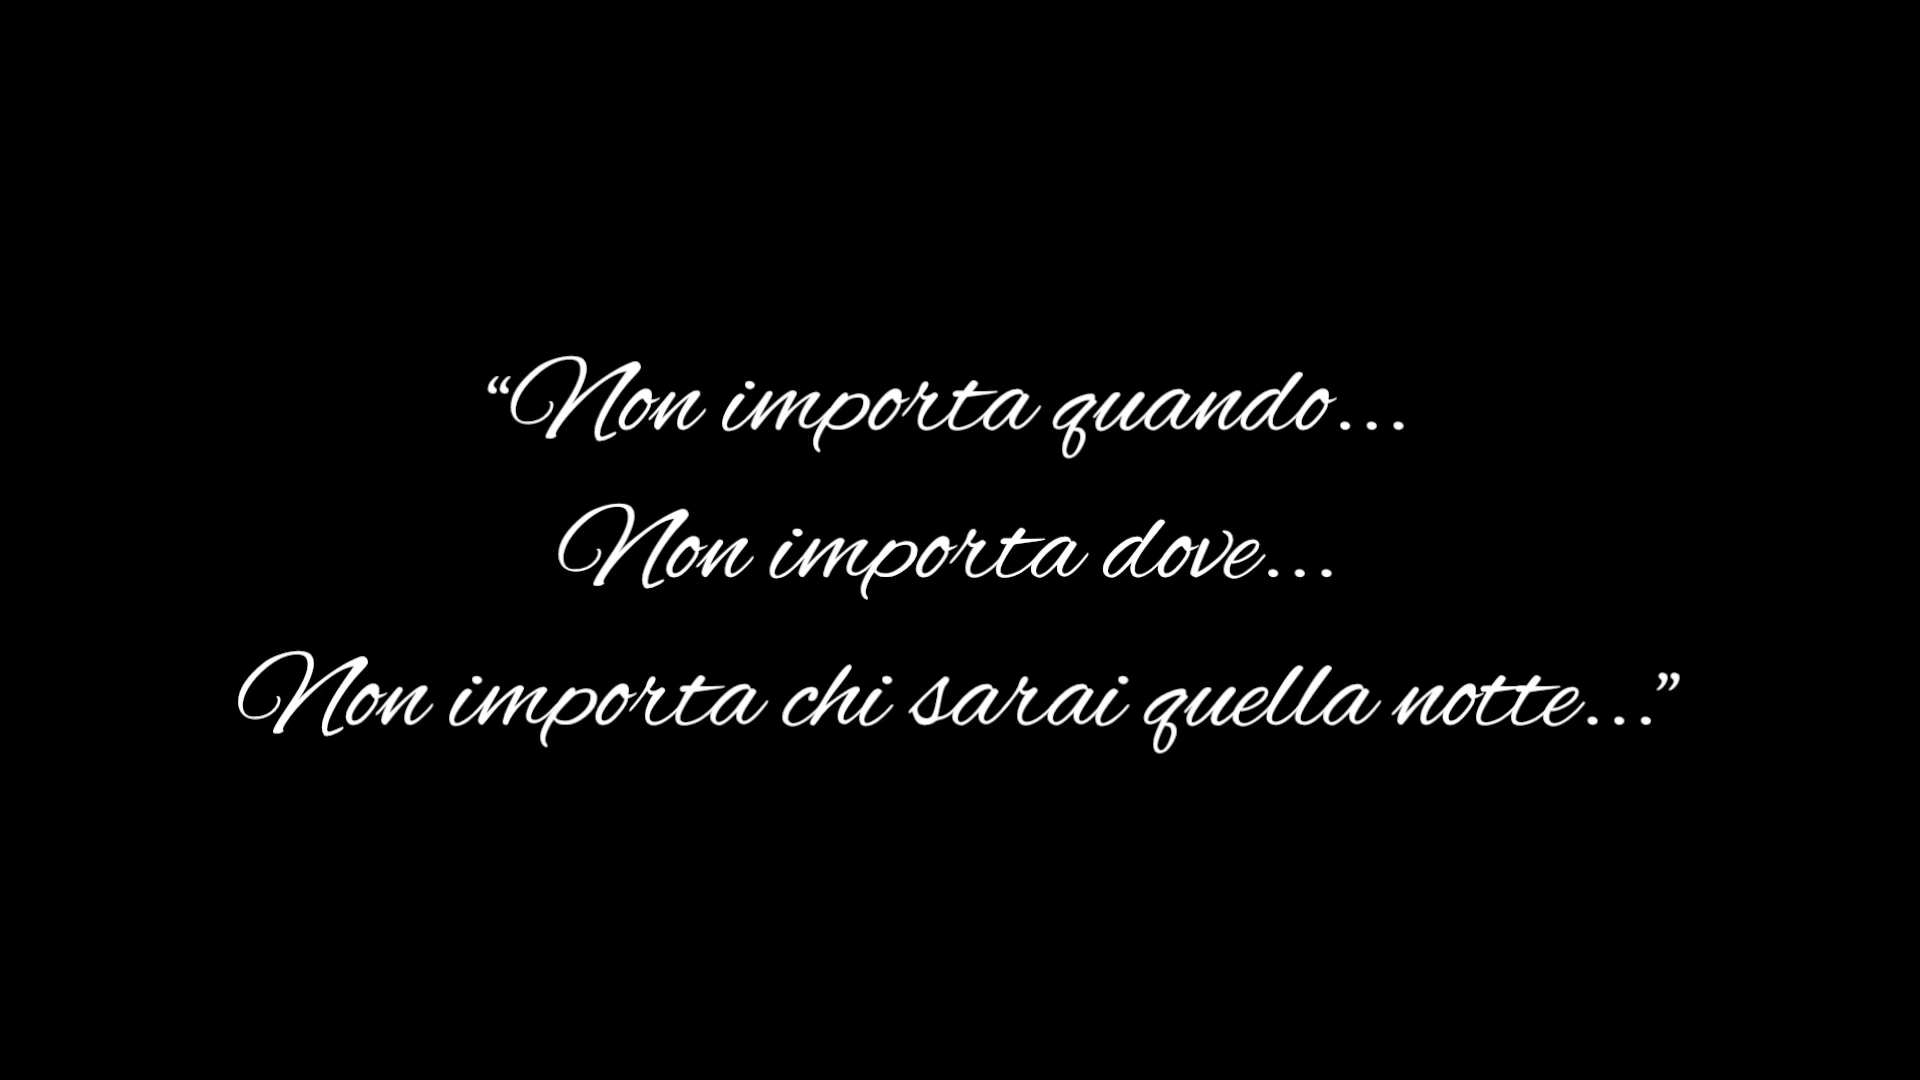 “Non importa quando...
Non importa dove...
Non importa chi sarai quella notte...”